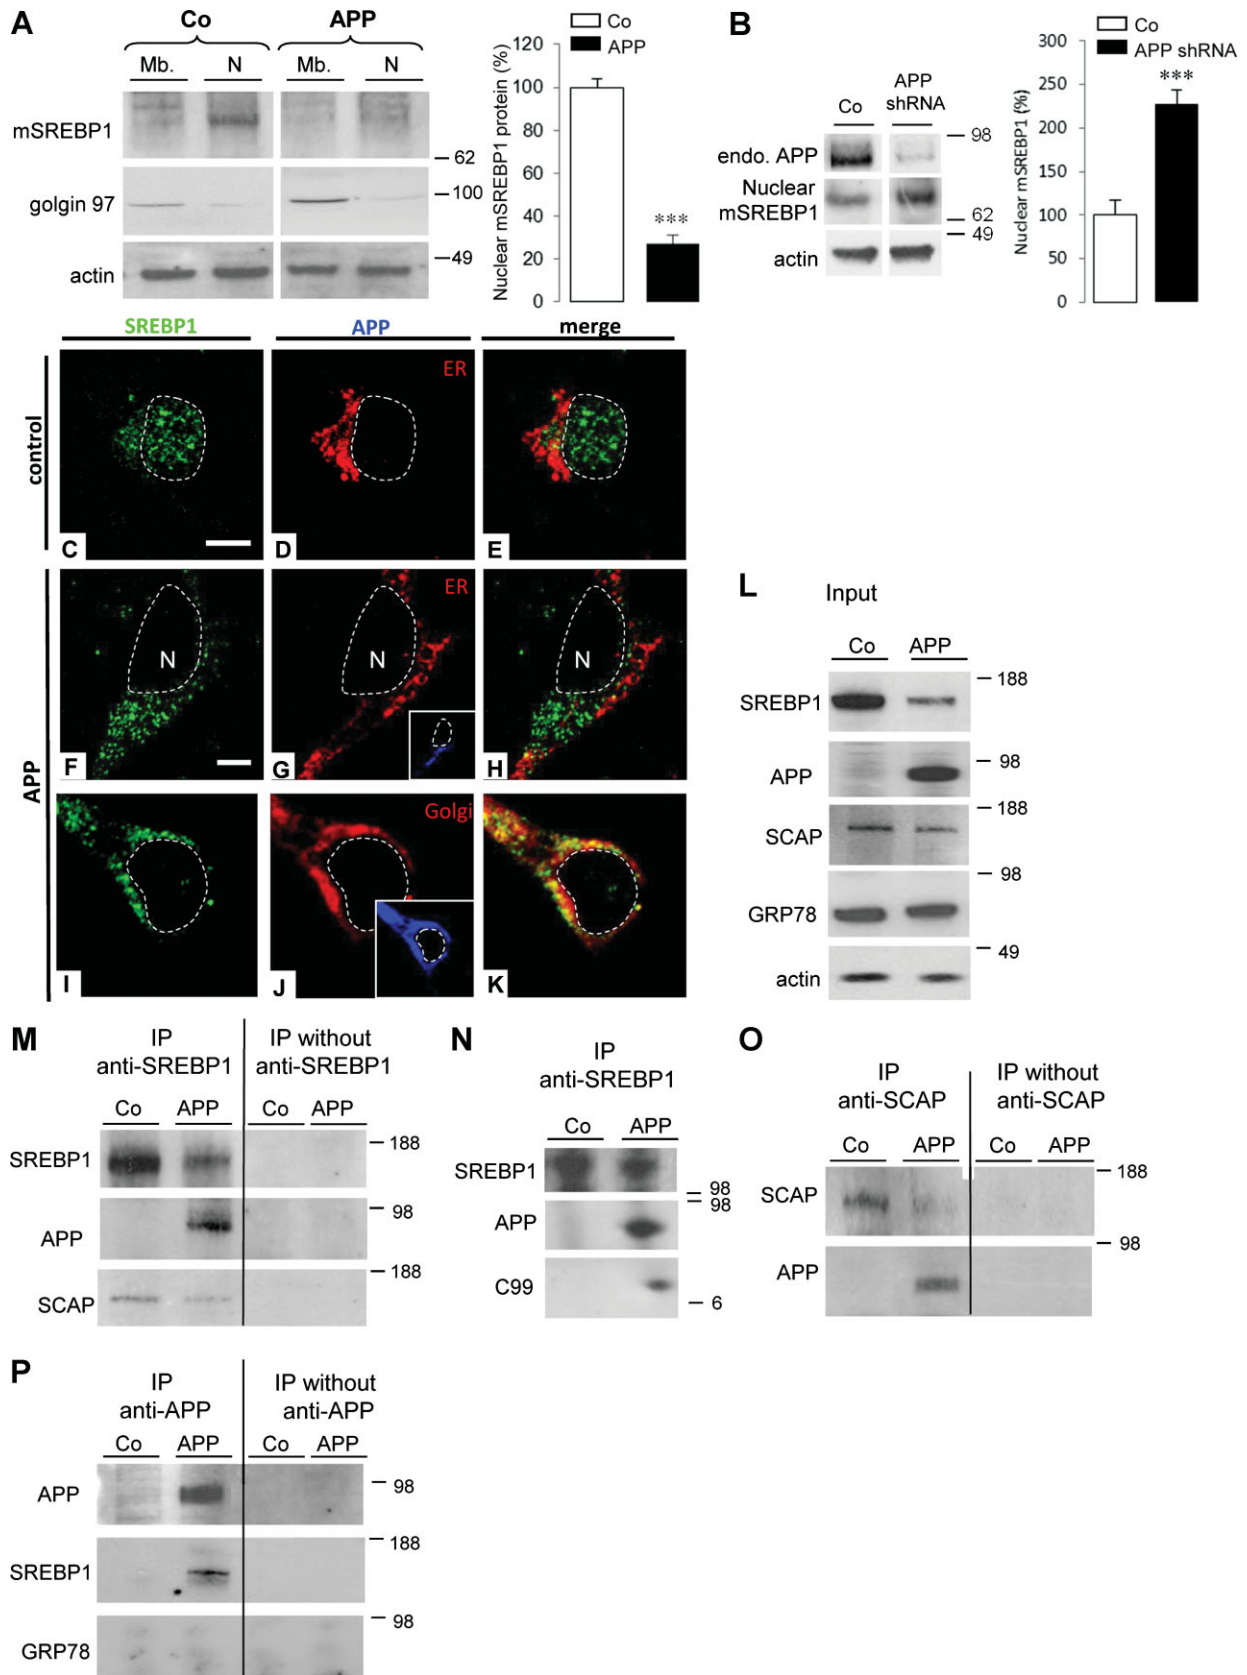 A
Co
APP
Mb.
N
Mb.
N
mSREBP1
62
golgin 97
100
actin
49
Co
APP
Nuclear mSREBP1 protein (%)
120
100
80
60
40
20
0
***
B
Co
APP
shRNA
endo. APP
98
Nuclear
mSREBP1
62
49
actin
Co
APP shRNA
Nuclear mSREBP1 (%)
300
250
200
150
100
50
0
***
SREBP1
APP
merge
control
ER
C
D
E
APP
ER
N
N
N
F
G
H
Golgi
I
J
K
L
Input
Co
APP
188
SREBP1
98
APP
188
SCAP
98
GRP78
49
actin
M
IP
anti-SREBP1
IP without
anti-SREBP1
Co
APP
Co
APP
188
SREBP1
98
APP
188
SCAP
N
IP
anti-SREBP1
Co
APP
SREBP1
98
98
APP
C99
6
O
IP
anti-SCAP
IP without
anti-SCAP
Co
APP
Co
APP
188
SCAP
98
APP
P
IP
anti-APP
IP without
anti-APP
Co
APP
Co
APP
98
APP
188
SREBP1
98
GRP78